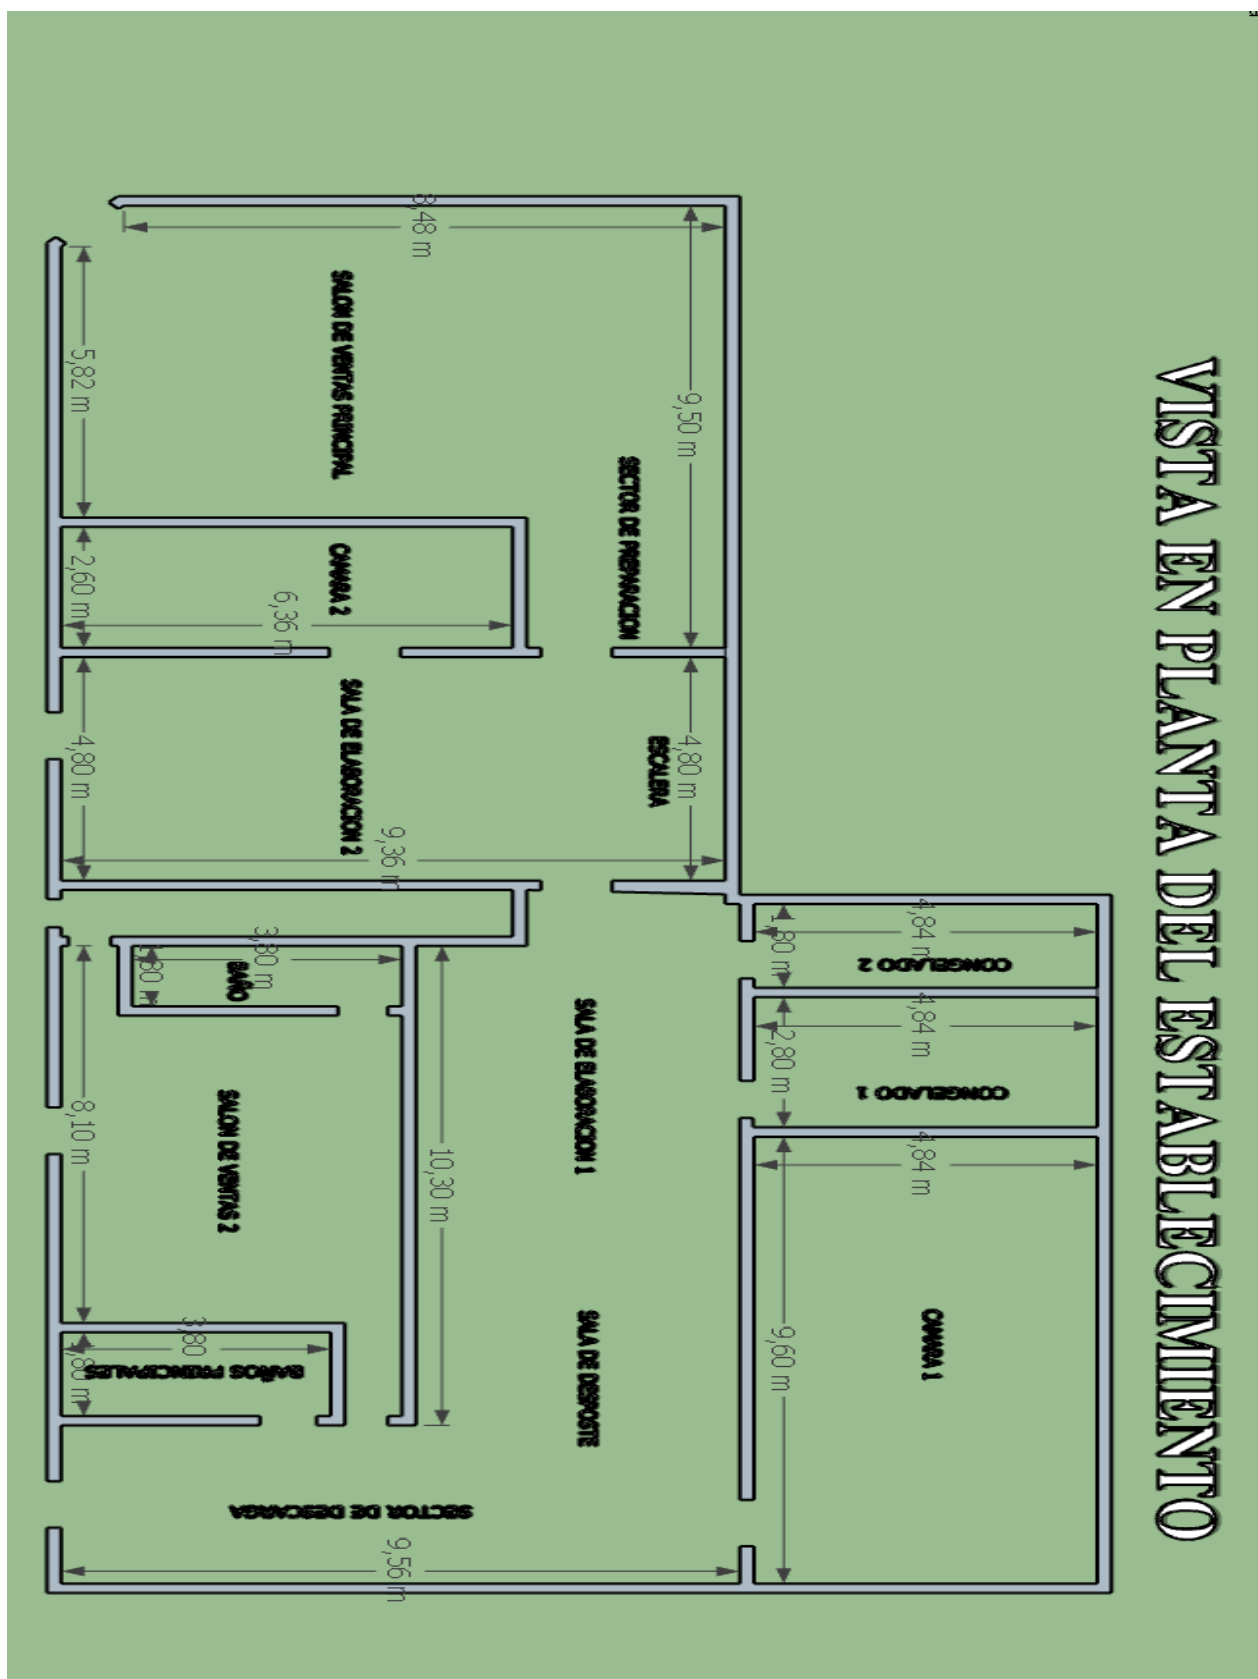 VISTA EN PLANTA DEL ESTABLECIMIENTO
4,84 m
1,80 m
CONGELADO 2
4,84 m
2,80 m
CONGELADO 1
4,84 m
9,60 m
CAMARA 1
8,48 m
9,50 m
SALON DE VENTAS PRINCIPAL
SECTOR DE PREPARACION
5,82 m
2,60 m
CAMARA 2
6,36 m
4,80 m
SALA DE ELABORACION 2
ESCALERA
4,80 m
9,36 m
3,80 m
1,80 m
BAÑO
SALA DE ELABORACION 1
8,10 m
SALON DE VENTAS 2
10,30 m
SALA DE DESPOSTE
3,80
1,80 m
BAÑOS PRINCIPALES
SECTOR DE DESCARGA
9,56 m